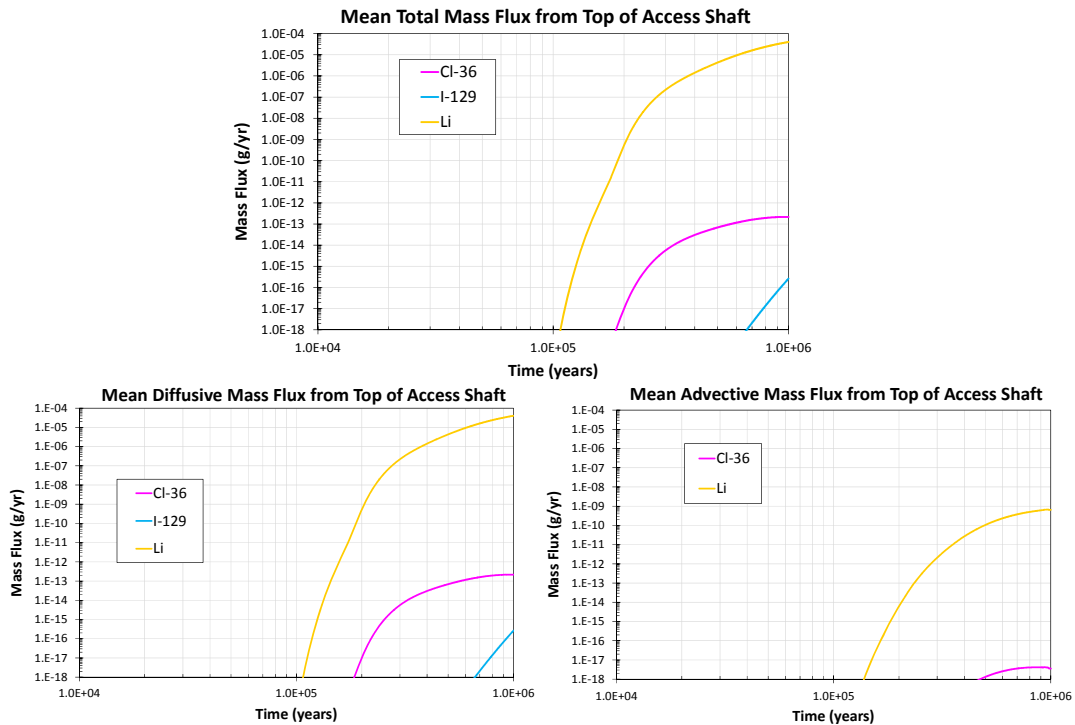 Mean Total Mass Flux from Top of Access Shaft
Mass Flux (g/yr)
1.0E-04
1.0E-05
1.0E-06
1.0E-07
1.0E-08
1.0E-09
1.0E-10
1.0E-11
1.0E-12
1.0E-13
1.0E-14
1.0E-15
1.0E-16
1.0E-17
1.0E-18
Cl-36
I-129
Li
1.0E+04 1.0E+05 1.0E+06
Time (years)
Mean Diffusive Mass Flux from Top of Access Shaft
Mass Flux (g/yr)
1.E-04
1.E-05
1.E-06
1.E-07
1.E-08
1.E-09
1.E-10
1.E-11
1.E-12
1.E-13
1.E-14
1.E-15
1.E-16
1.E-17
1.E-18
Cl-36
I-129
Li
1.0E+04 1.0E+05 1.0E+06
Time (years)
Mean Advective Mass Flux from Top of Access Shaft
Mass Flux (g/yr)
1.E-04
1.E-05
1.E-06
1.E-07
1.E-08
1.E-09
1.E-10
1.E-11
1.E-12
1.E-13
1.E-14
1.E-15
1.E-16
1.E-17
1.E-18
Cl-36
Li
1.0E+04 1.0E+05 1.0E+06
Time (years)